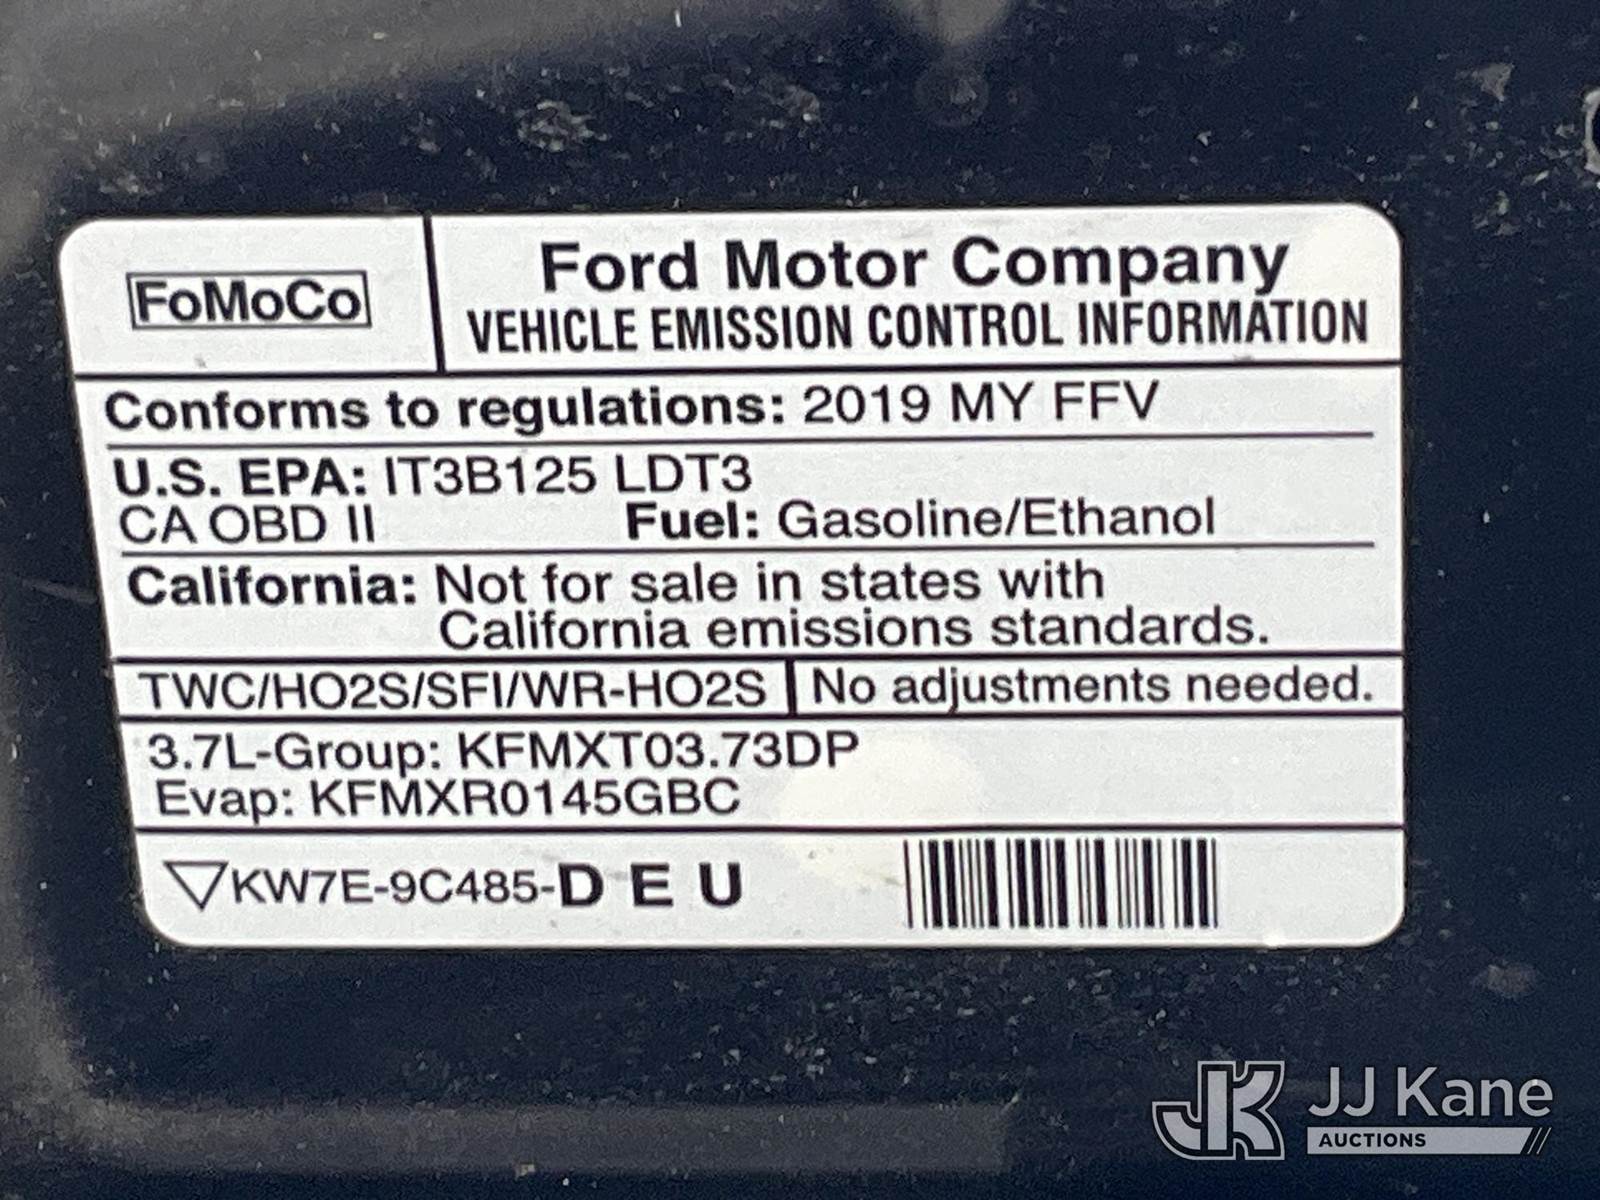 FoMoCo
Ford Motor Company
VEHICLE EMISSION CONTROL INFORMATION
Conforms to regulations: 2019 MY FFV
U.S. EPA: IT3B125 LDT3
CA OBD II Fuel: Gasoline/Ethanol
California: Not for sale in states with
California emissions standards.
TWC/HO2S/SFI/WR-HO2S No adjustments needed.
3.7L-Group: KFMXT03.73DP
Evap: KFMXR0145GBC
KW7E-9C485-D E U
JK JJ Kane
AUCTIONS